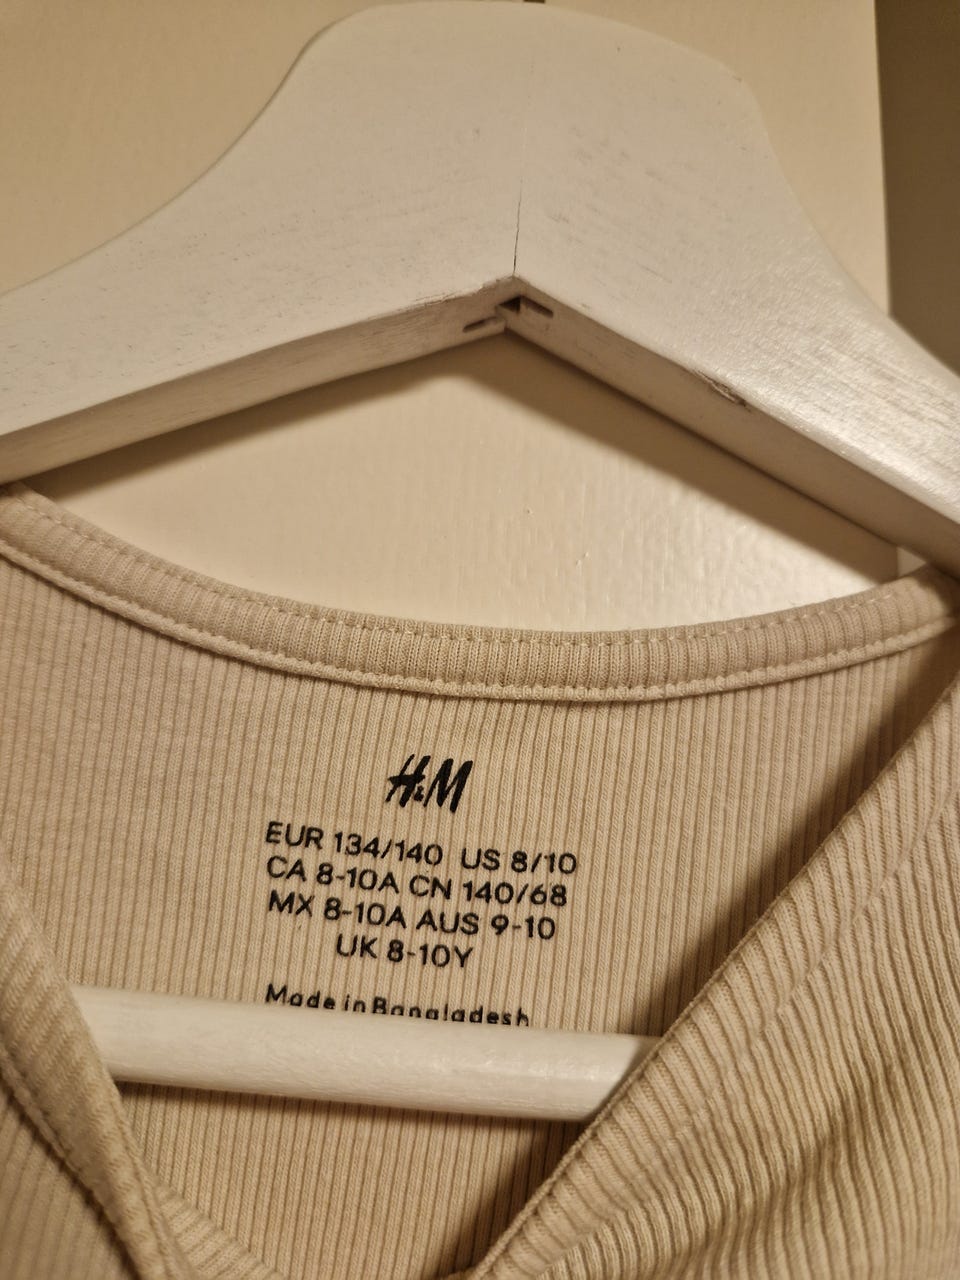 H&M
EUR 134/140 US 8/10
CA 8-10A CN 140/68
MX 8-10A AUS 9-10
UK 8-10Y
Made in Bangladesh